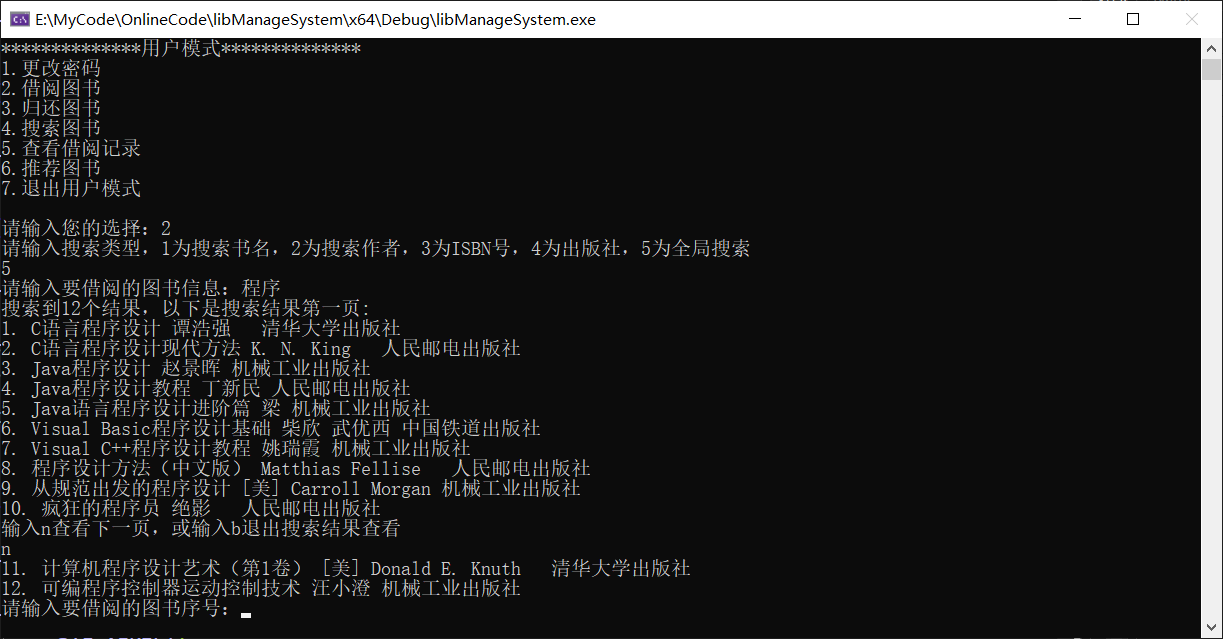 E:\MyCode\OnlineCode\libManageSystem\x64\Debug\libManageSystem.exe
**************用户模式**************
1.更改密码
2.借阅图书
3.归还图书
4.搜索图书
5.查看借阅记录
6.推荐图书
7.退出用户模式
请输入您的选择：2
请输入搜索类型，1为搜索书名，2为搜索作者，3为ISBN号，4为出版社，5为全局搜索
5
请输入要借阅的图书信息：程序
搜索到12个结果，以下是搜索结果第一页:
1. C语言程序设计 谭浩强   清华大学出版社
2. C语言程序设计现代方法 K. N. King   人民邮电出版社
3. Java程序设计 赵景晖 机械工业出版社
4. Java程序设计教程 丁新民 人民邮电出版社
5. Java语言程序设计进阶篇 梁 机械工业出版社
6. Visual Basic程序设计基础 柴欣 武优西 中国铁道出版社
7. Visual C++程序设计教程 姚瑞霞 机械工业出版社
8. 程序设计方法（中文版） Matthias Fellise   人民邮电出版社
9. 从规范出发的程序设计 [美] Carroll Morgan 机械工业出版社
10. 疯狂的程序员 绝影   人民邮电出版社
输入n查看下一页，或输入b退出搜索结果查看
n
11. 计算机程序设计艺术（第1卷） [美] Donald E. Knuth   清华大学出版社
12. 可编程序控制器运动控制技术 汪小澄 机械工业出版社
请输入要借阅的图书序号：